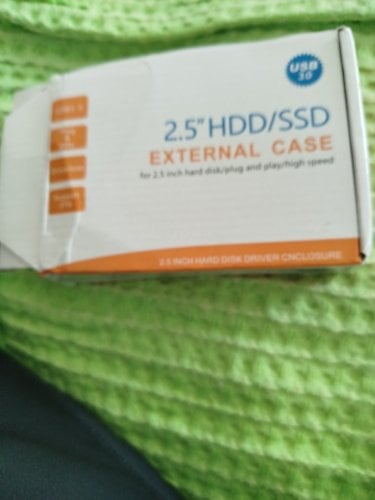 USB
3.0
2.5" HDD/SSD
EXTERNAL CASE
for 2.5 inch hard disk/plug and play/high speed
2.5 INCH HARD DISK DRIVER CNCLOSURE